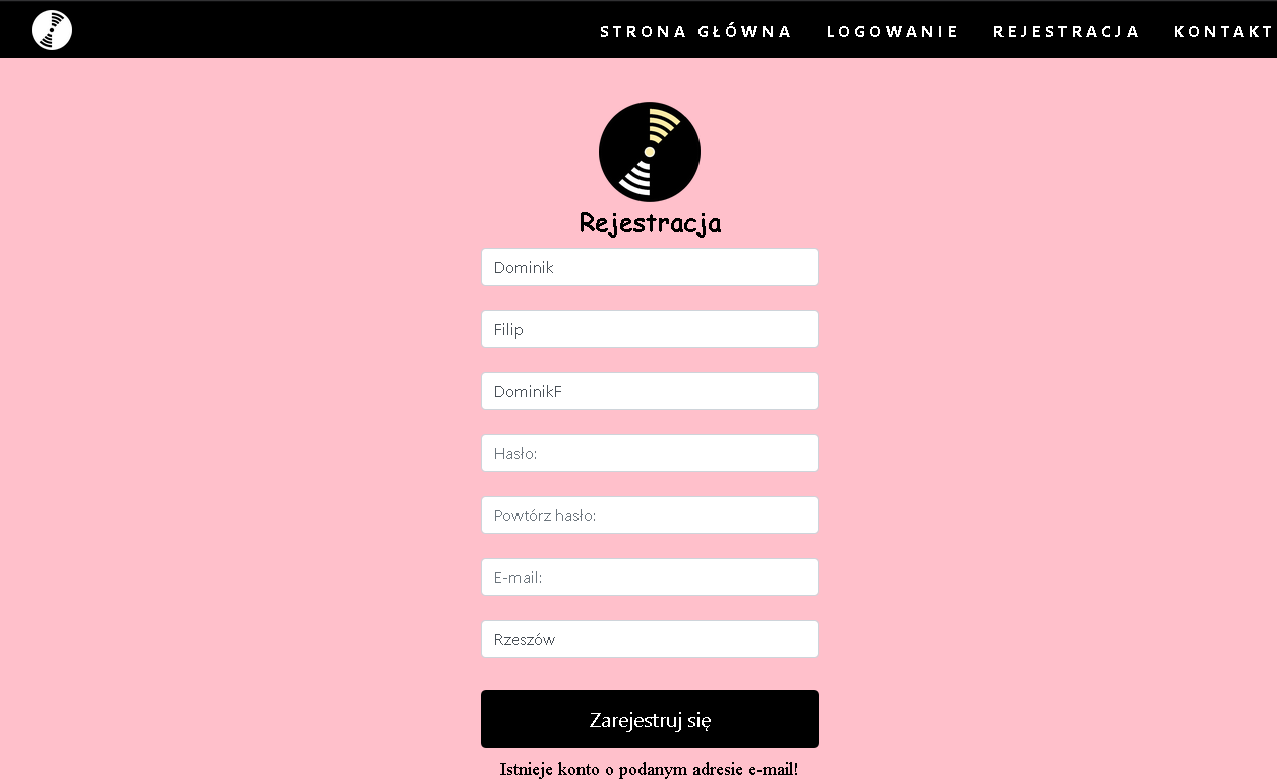 STRONA GŁÓWNA LOGOWANIE REJESTRACJA KONTAKT
Rejestracja
Dominik
Filip
DominikF
Hasło:
Powtórz hasło:
E-mail:
Rzeszów
Zarejestruj się
Istnieje konto o podanym adresie e-mail!